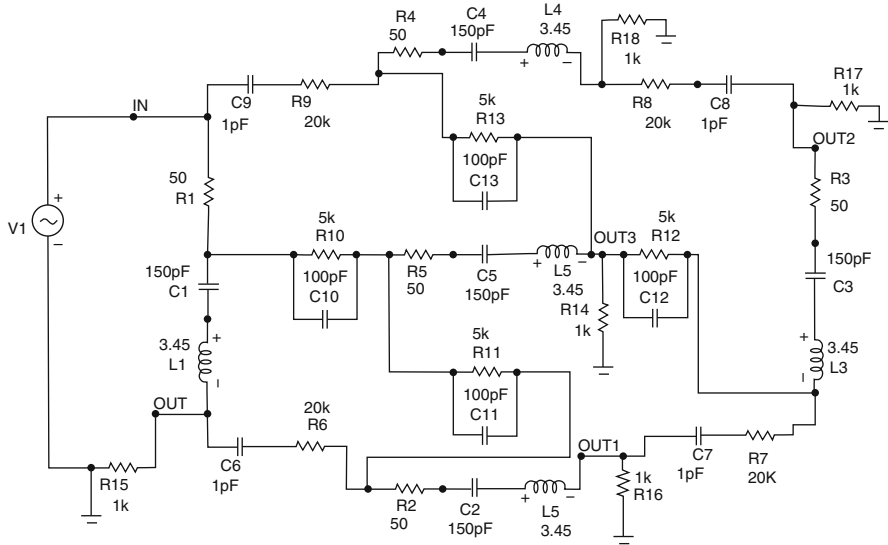 R4
50
C4
150pF
L4
3.45
+ −
R18
1k
C9
1pF
R9
20k
5k
R13
100pF
C13
R8
20k
C8
1pF
R17
1k
OUT2
IN
V1
+
−
50
R1
R3
50
5k
R10
100pF
C10
R5
50
C5
150pF
+ −
L5
3.45
OUT3
5k
R12
100pF
C12
R14
1k
150pF
C1
150pF
C3
3.45
L1
+
−
5k
R11
100pF
C11
+
3.45
L3
−
OUT
R15
1k
C6
1pF
20k
R6
R2
50
C2
150pF
+ −
L5
3.45
OUT1
1k
R16
C7
1pF
R7
20K